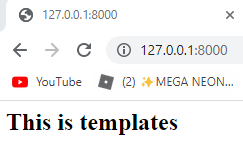 127.0.0.1:8000
127.0.0.1:8000
YouTube (2) ✨MEGA NEON...
This is templates